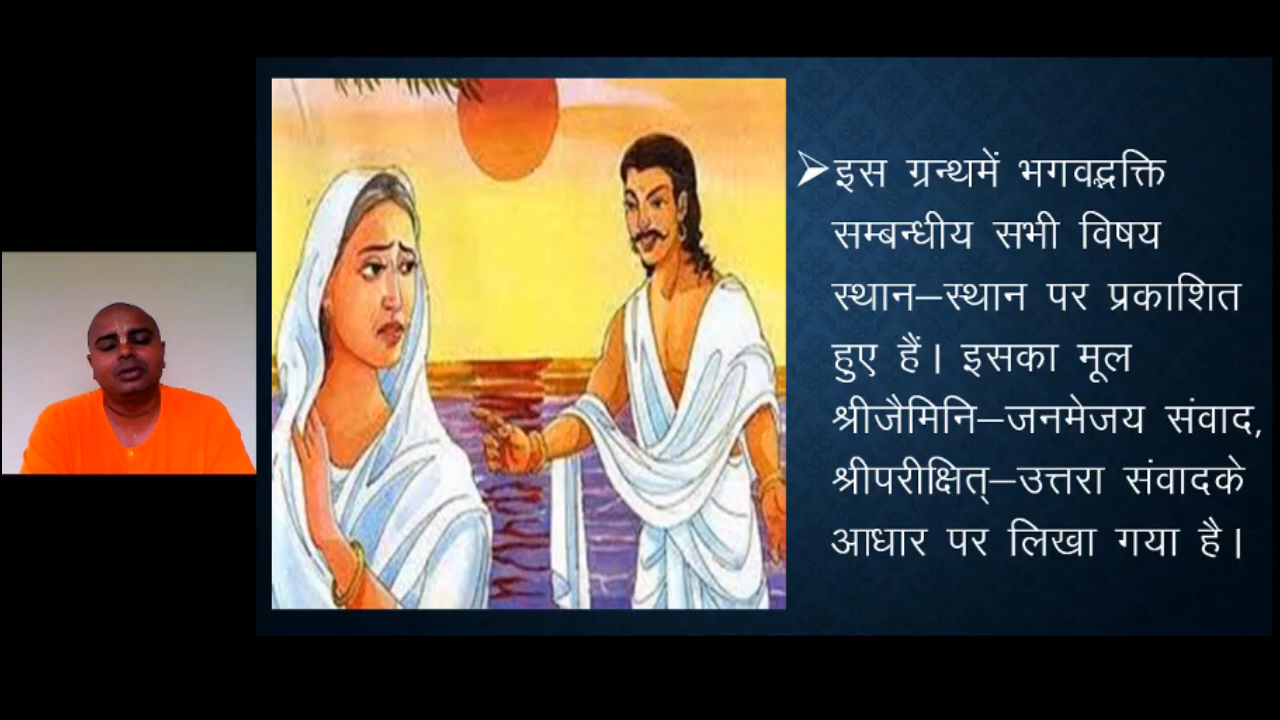 ➢इस ग्रन्थमें भगवद्भक्ति
सम्बन्धीय सभी विषय
स्थान–स्थान पर प्रकाशित
हुए हैं। इसका मूल
श्रीजैमिनि–जनमेजय संवाद,
श्रीपरीक्षित्–उत्तरा संवादके
आधार पर लिखा गया है।